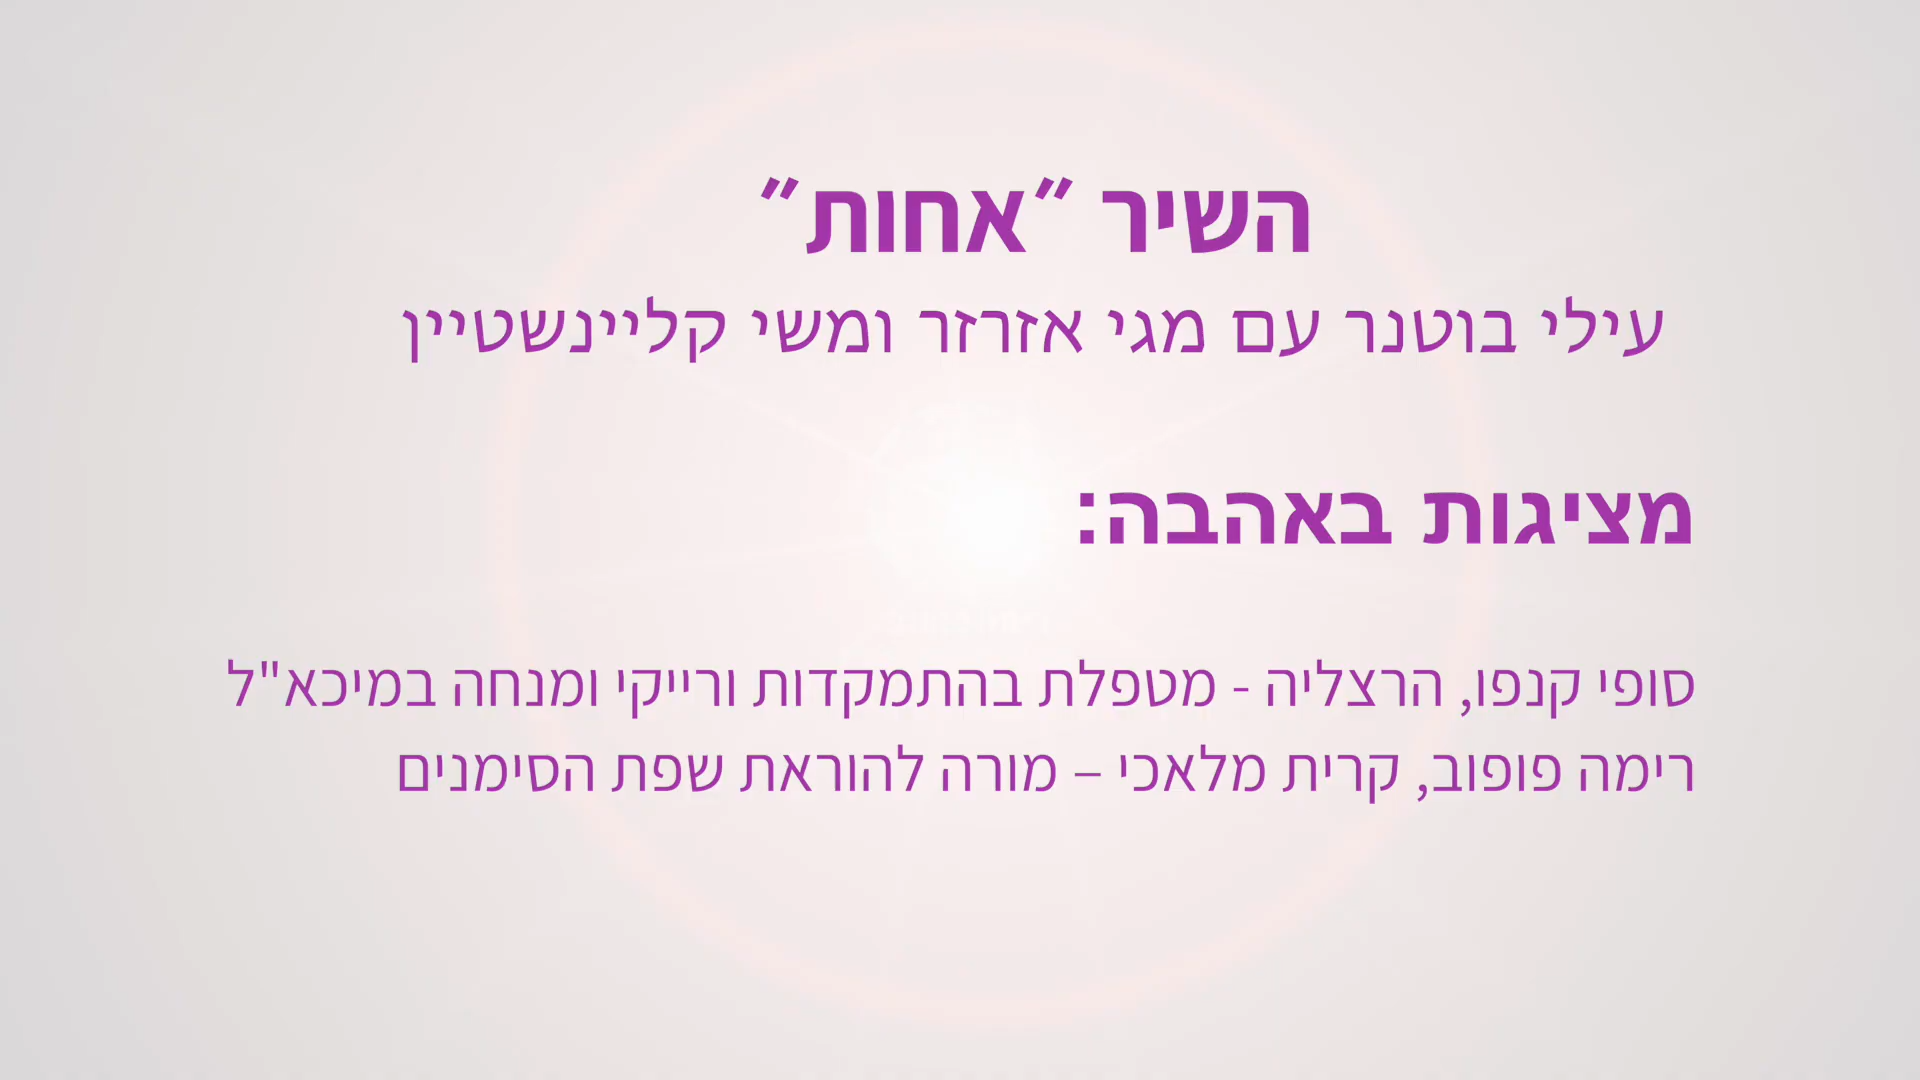 השיר ״אחות״
עילי בוטנר עם מגי אזרזר ומשי קליינשטיין
מציגות באהבה:
סופי קנפו, הרצליה - מטפלת בהתמקדות ורייקי ומנחה במיכא"ל
רימה פופוב, קרית מלאכי – מורה להוראת שפת הסימנים